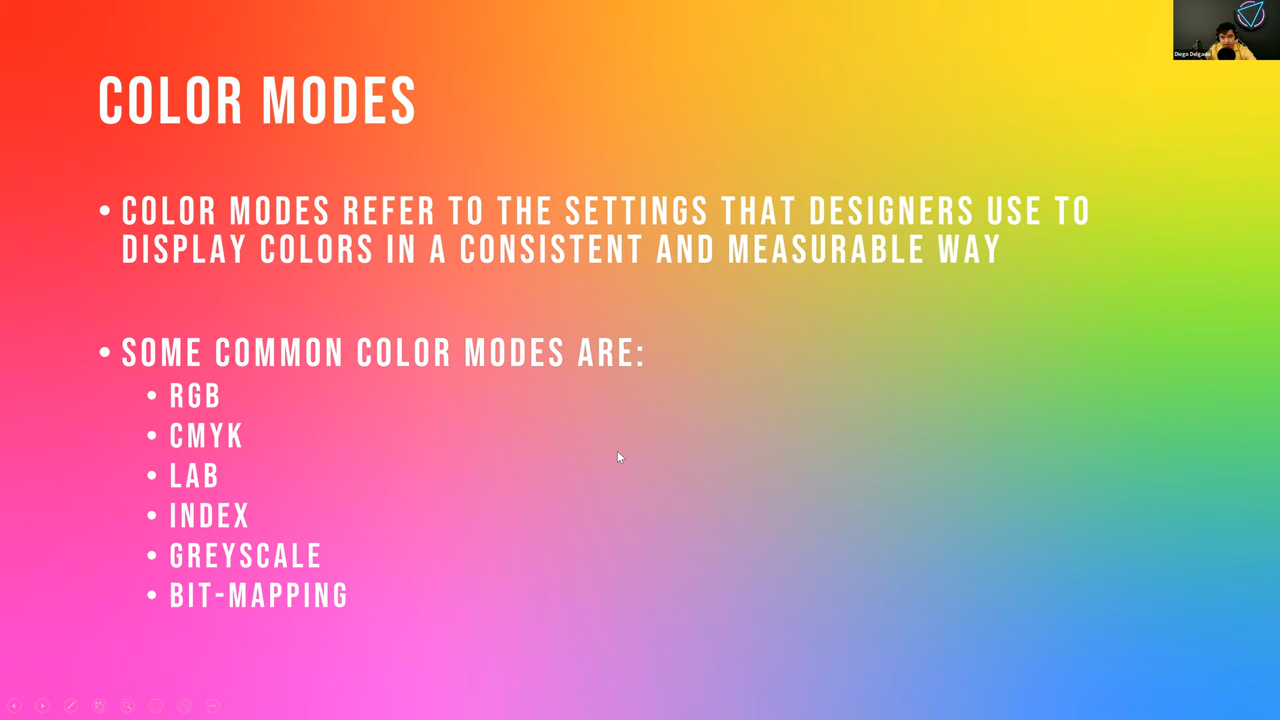 Diego Delgado
COLOR MODES
• COLOR MODES REFER TO THE SETTINGS THAT DESIGNERS USE TO
DISPLAY COLORS IN A CONSISTENT AND MEASURABLE WAY
• SOME COMMON COLOR MODES ARE:
• RGB
• CMYK
• LAB
• INDEX
• GREYSCALE
• BIT-MAPPING